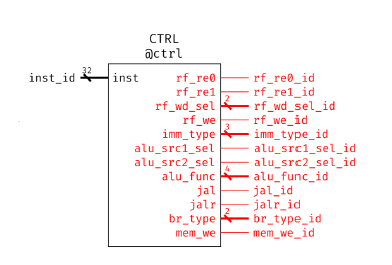 CTRL
@ctrl
32
inst_id inst rf_re0 rf_re0_id
rf_re1 rf_re1_id
2
rf_wd_sel rf_wd_sel_id
rf_we rf_we_id
3
imm_type imm_type_id
alu_src1_sel alu_src1_sel_id
alu_src2_sel alu_src2_sel_id
4
alu_func alu_func_id
jal jal_id
jalr jalr_id
2
br_type br_type_id
mem_we mem_we_id